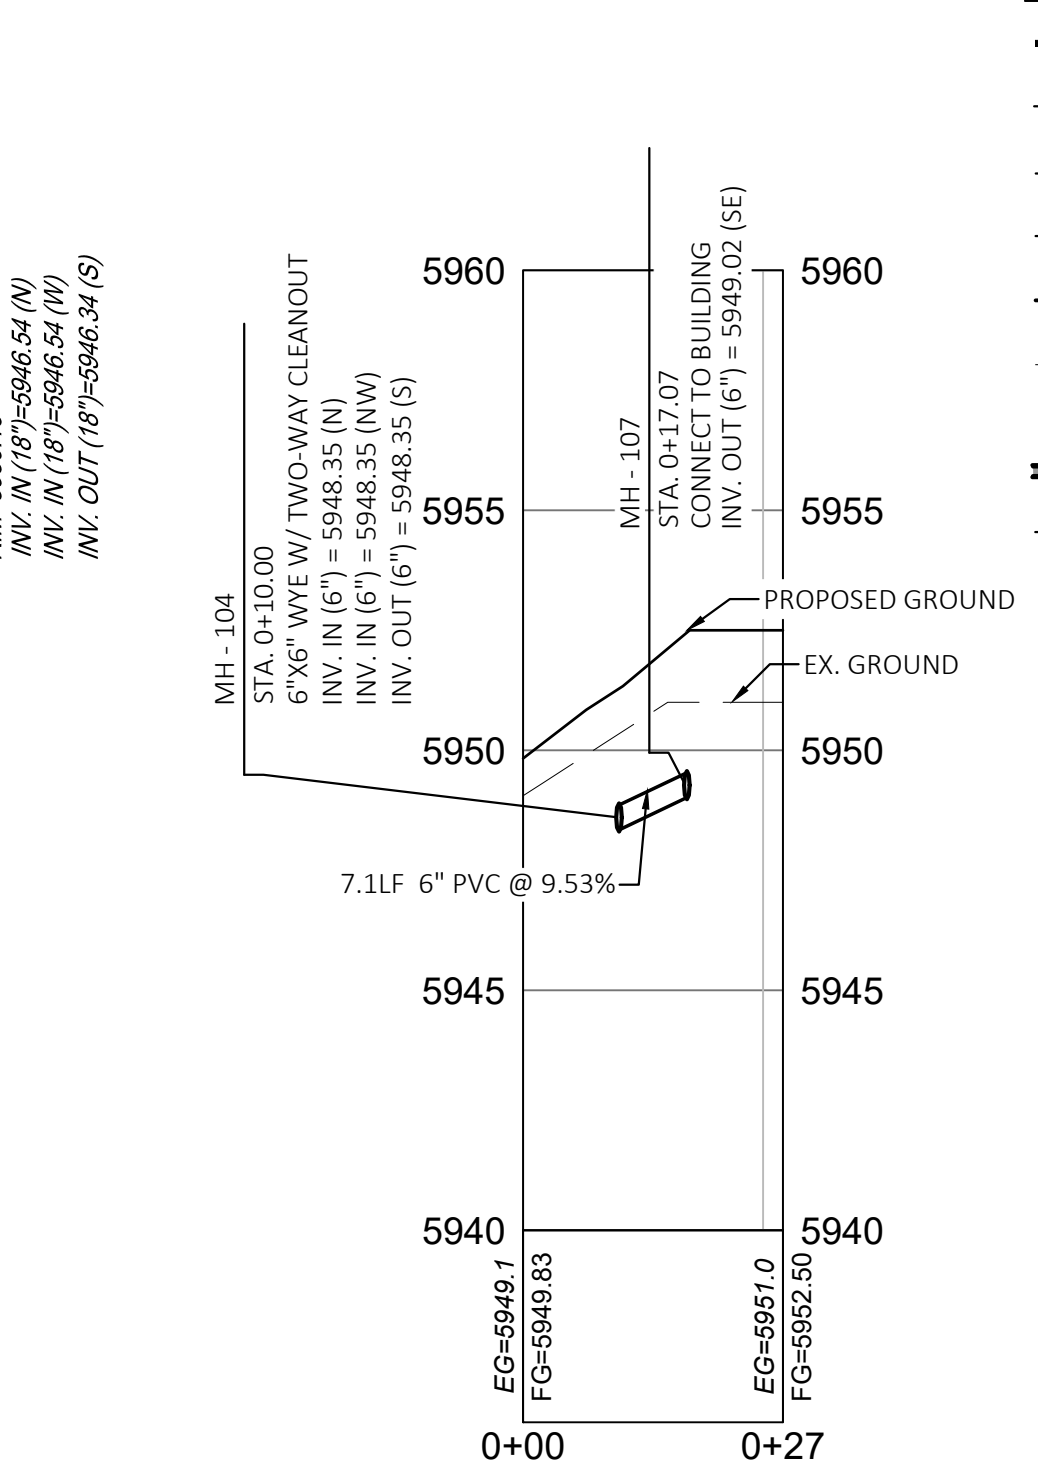 INV. IN (18")=5946.54 (N)
INV. IN (18")=5946.54 (W)
INV. OUT (18")=5946.34 (S)
MH - 104
STA. 0+10.00
6"X6" WYE W/ TWO-WAY CLEANOUT
INV. IN (6") = 5948.35 (N)
INV. IN (6") = 5948.35 (NW)
INV. OUT (6") = 5948.35 (S)
MH - 107
STA. 0+17.07
CONNECT TO BUILDING
INV. OUT (6") = 5949.02 (SE)
5960
5960
5955
5955
PROPOSED GROUND
EX. GROUND
5950
5950
7.1LF 6" PVC @ 9.53%
5945
5945
5940
5940
EG=5949.1
FG=5949.83
EG=5951.0
FG=5952.50
0+00
0+27